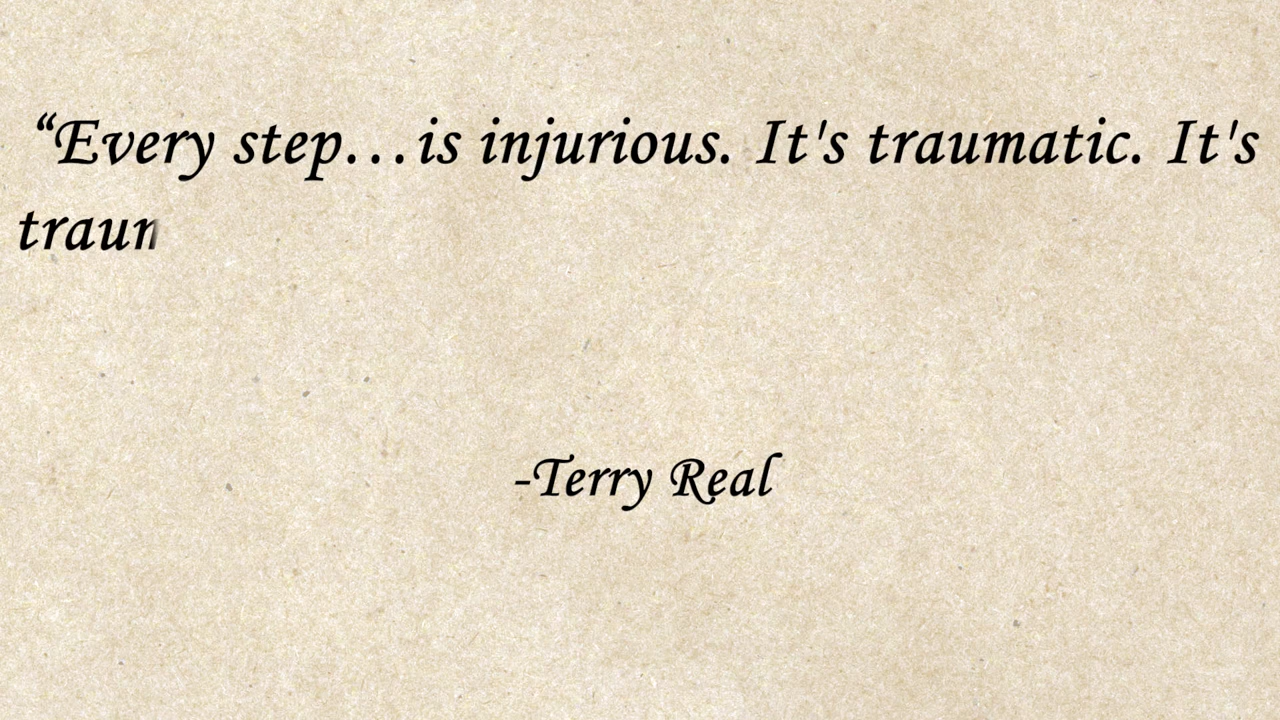 “Every step...is injurious. It's traumatic. It's
-Terry Real